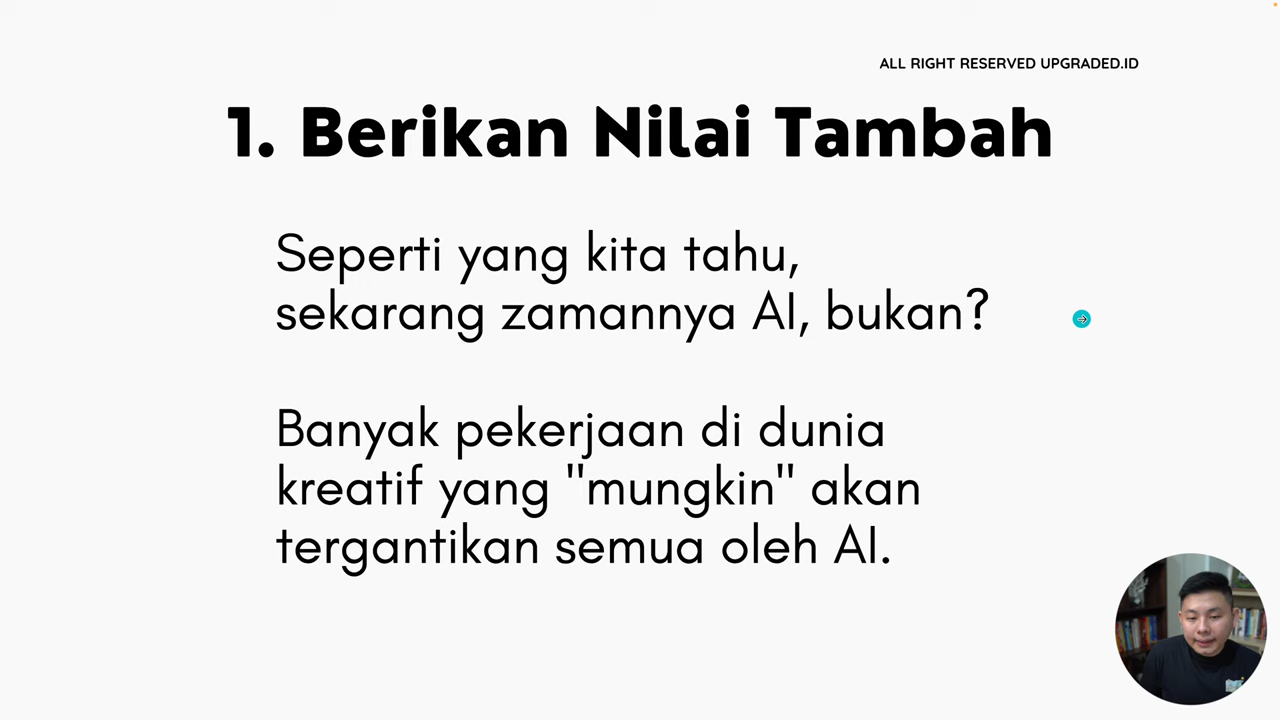 ALL RIGHT RESERVED UPGRADED.ID
1. Berikan Nilai Tambah
Seperti yang kita tahu,
sekarang zamannya AI, bukan?
Banyak pekerjaan di dunia
kreatif yang "mungkin" akan
tergantikan semua oleh AI.